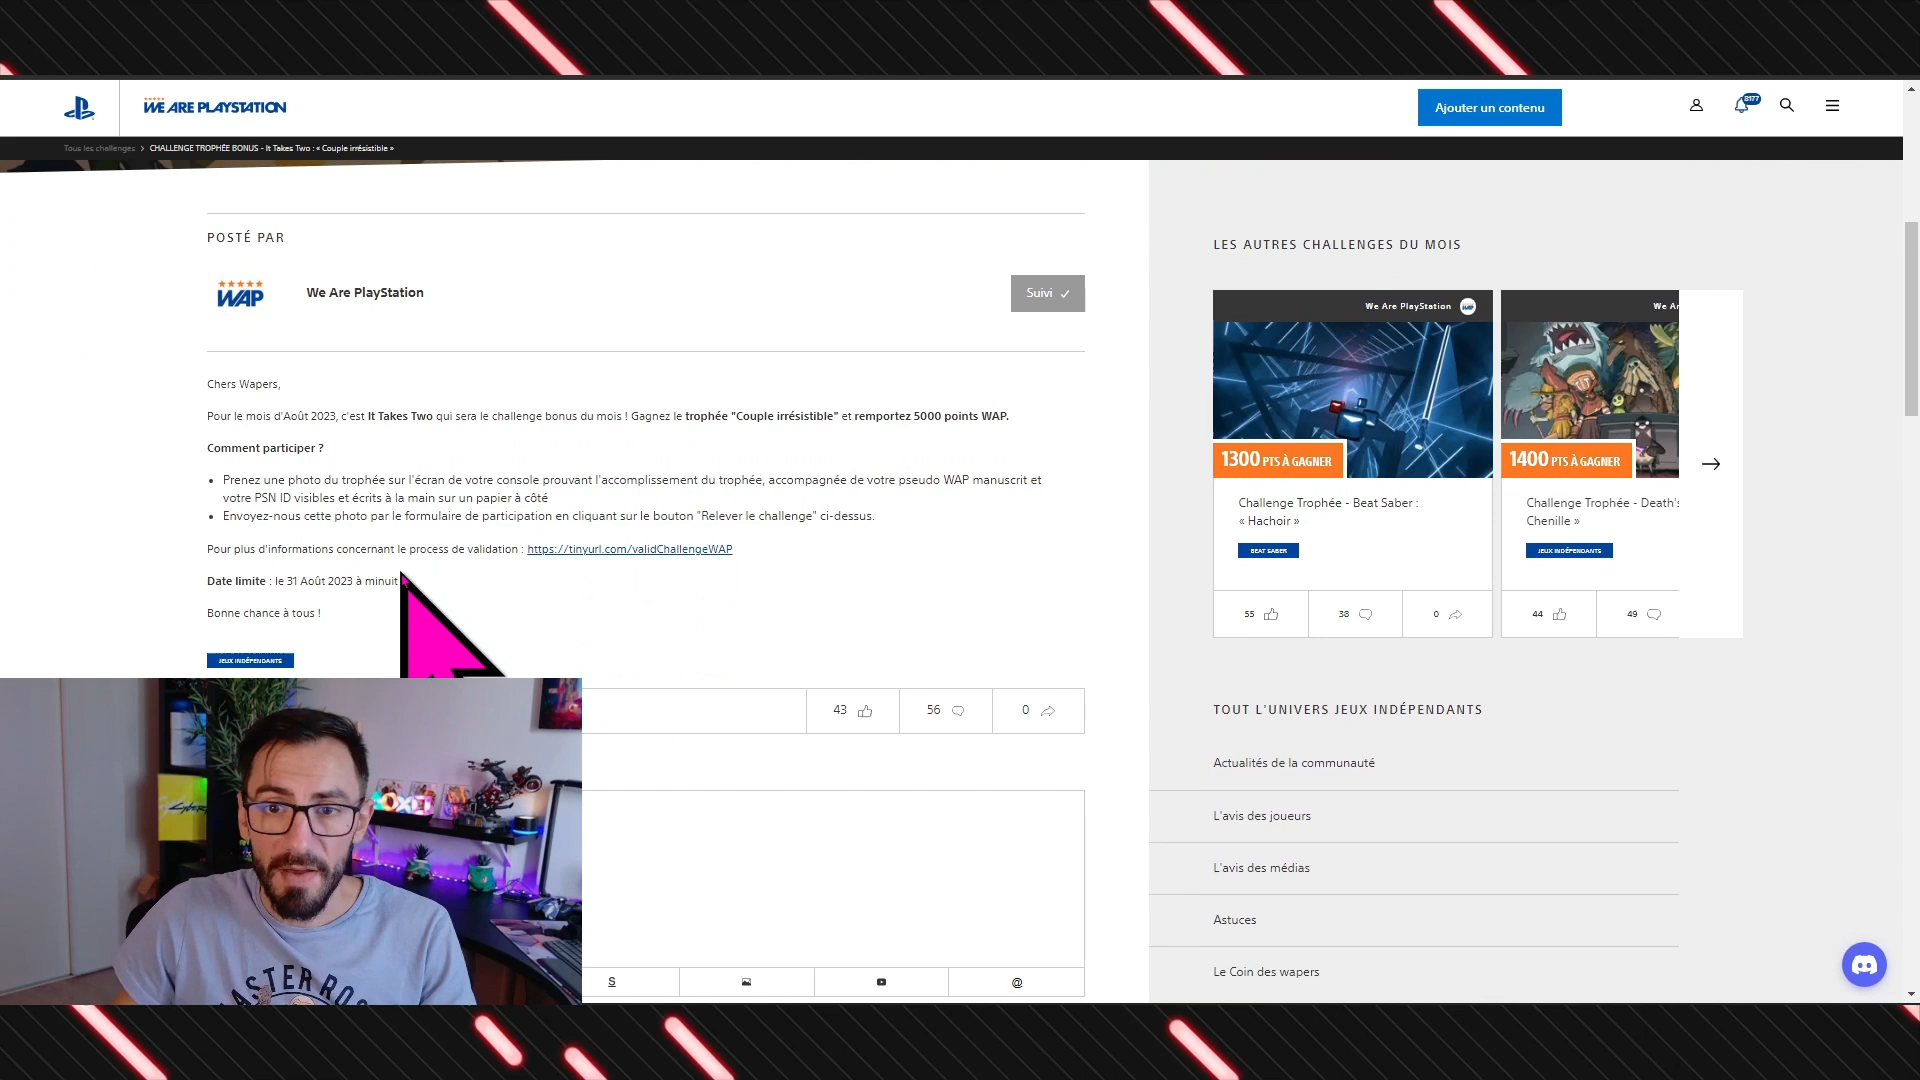 WE ARE PLAYSTATION
Ajouter un contenu
8177
Tous les challenges > CHALLENGE TROPHÉE BONUS - It Takes Two : « Couple irrésistible »
POSTÉ PAR
WAP
We Are PlayStation
Suivi
Chers Wapers,
Pour le mois d'Août 2023, c'est It Takes Two qui sera le challenge bonus du mois ! Gagnez le trophée "Couple irrésistible" et remportez 5000 points WAP.
Comment participer ?
• Prenez une photo du trophée sur l'écran de votre console prouvant l'accomplissement du trophée, accompagnée de votre pseudo WAP manuscrit et
votre PSN ID visibles et écrits à la main sur un papier à côté
• Envoyez-nous cette photo par le formulaire de participation en cliquant sur le bouton "Relever le challenge" ci-dessus.
Pour plus d'informations concernant le process de validation : https://tinyurl.com/validChallengeWAP
Date limite : le 31 Août 2023 à minuit
Bonne chance à tous !
JEUX INDÉPENDANTS
43
56
0
S
@
LES AUTRES CHALLENGES DU MOIS
We Are PlayStation
1300 PTS À GAGNER
Challenge Trophée - Beat Saber :
« Hachoir »
BEAT SABER
55
38
0
We Ar
1400 PTS À GAGNER
Challenge Trophée - Death's
Chenille »
JEUX INDÉPENDANTS
44
49
TOUT L'UNIVERS JEUX INDÉPENDANTS
Actualités de la communauté
L'avis des joueurs
L'avis des médias
Astuces
Le Coin des wapers